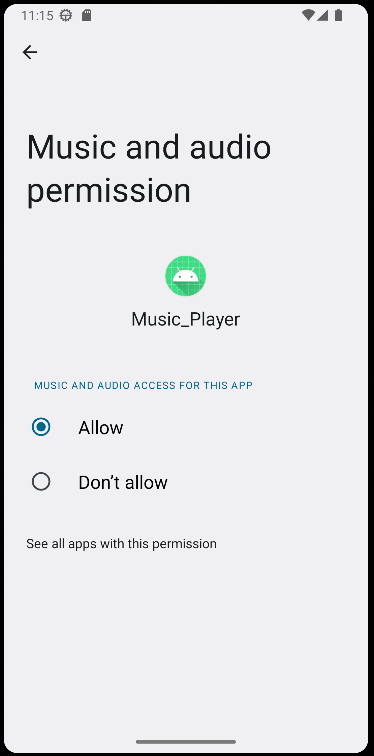 11:15
Music and audio
permission
Music_Player
MUSIC AND AUDIO ACCESS FOR THIS APP
Allow
Don’t allow
See all apps with this permission